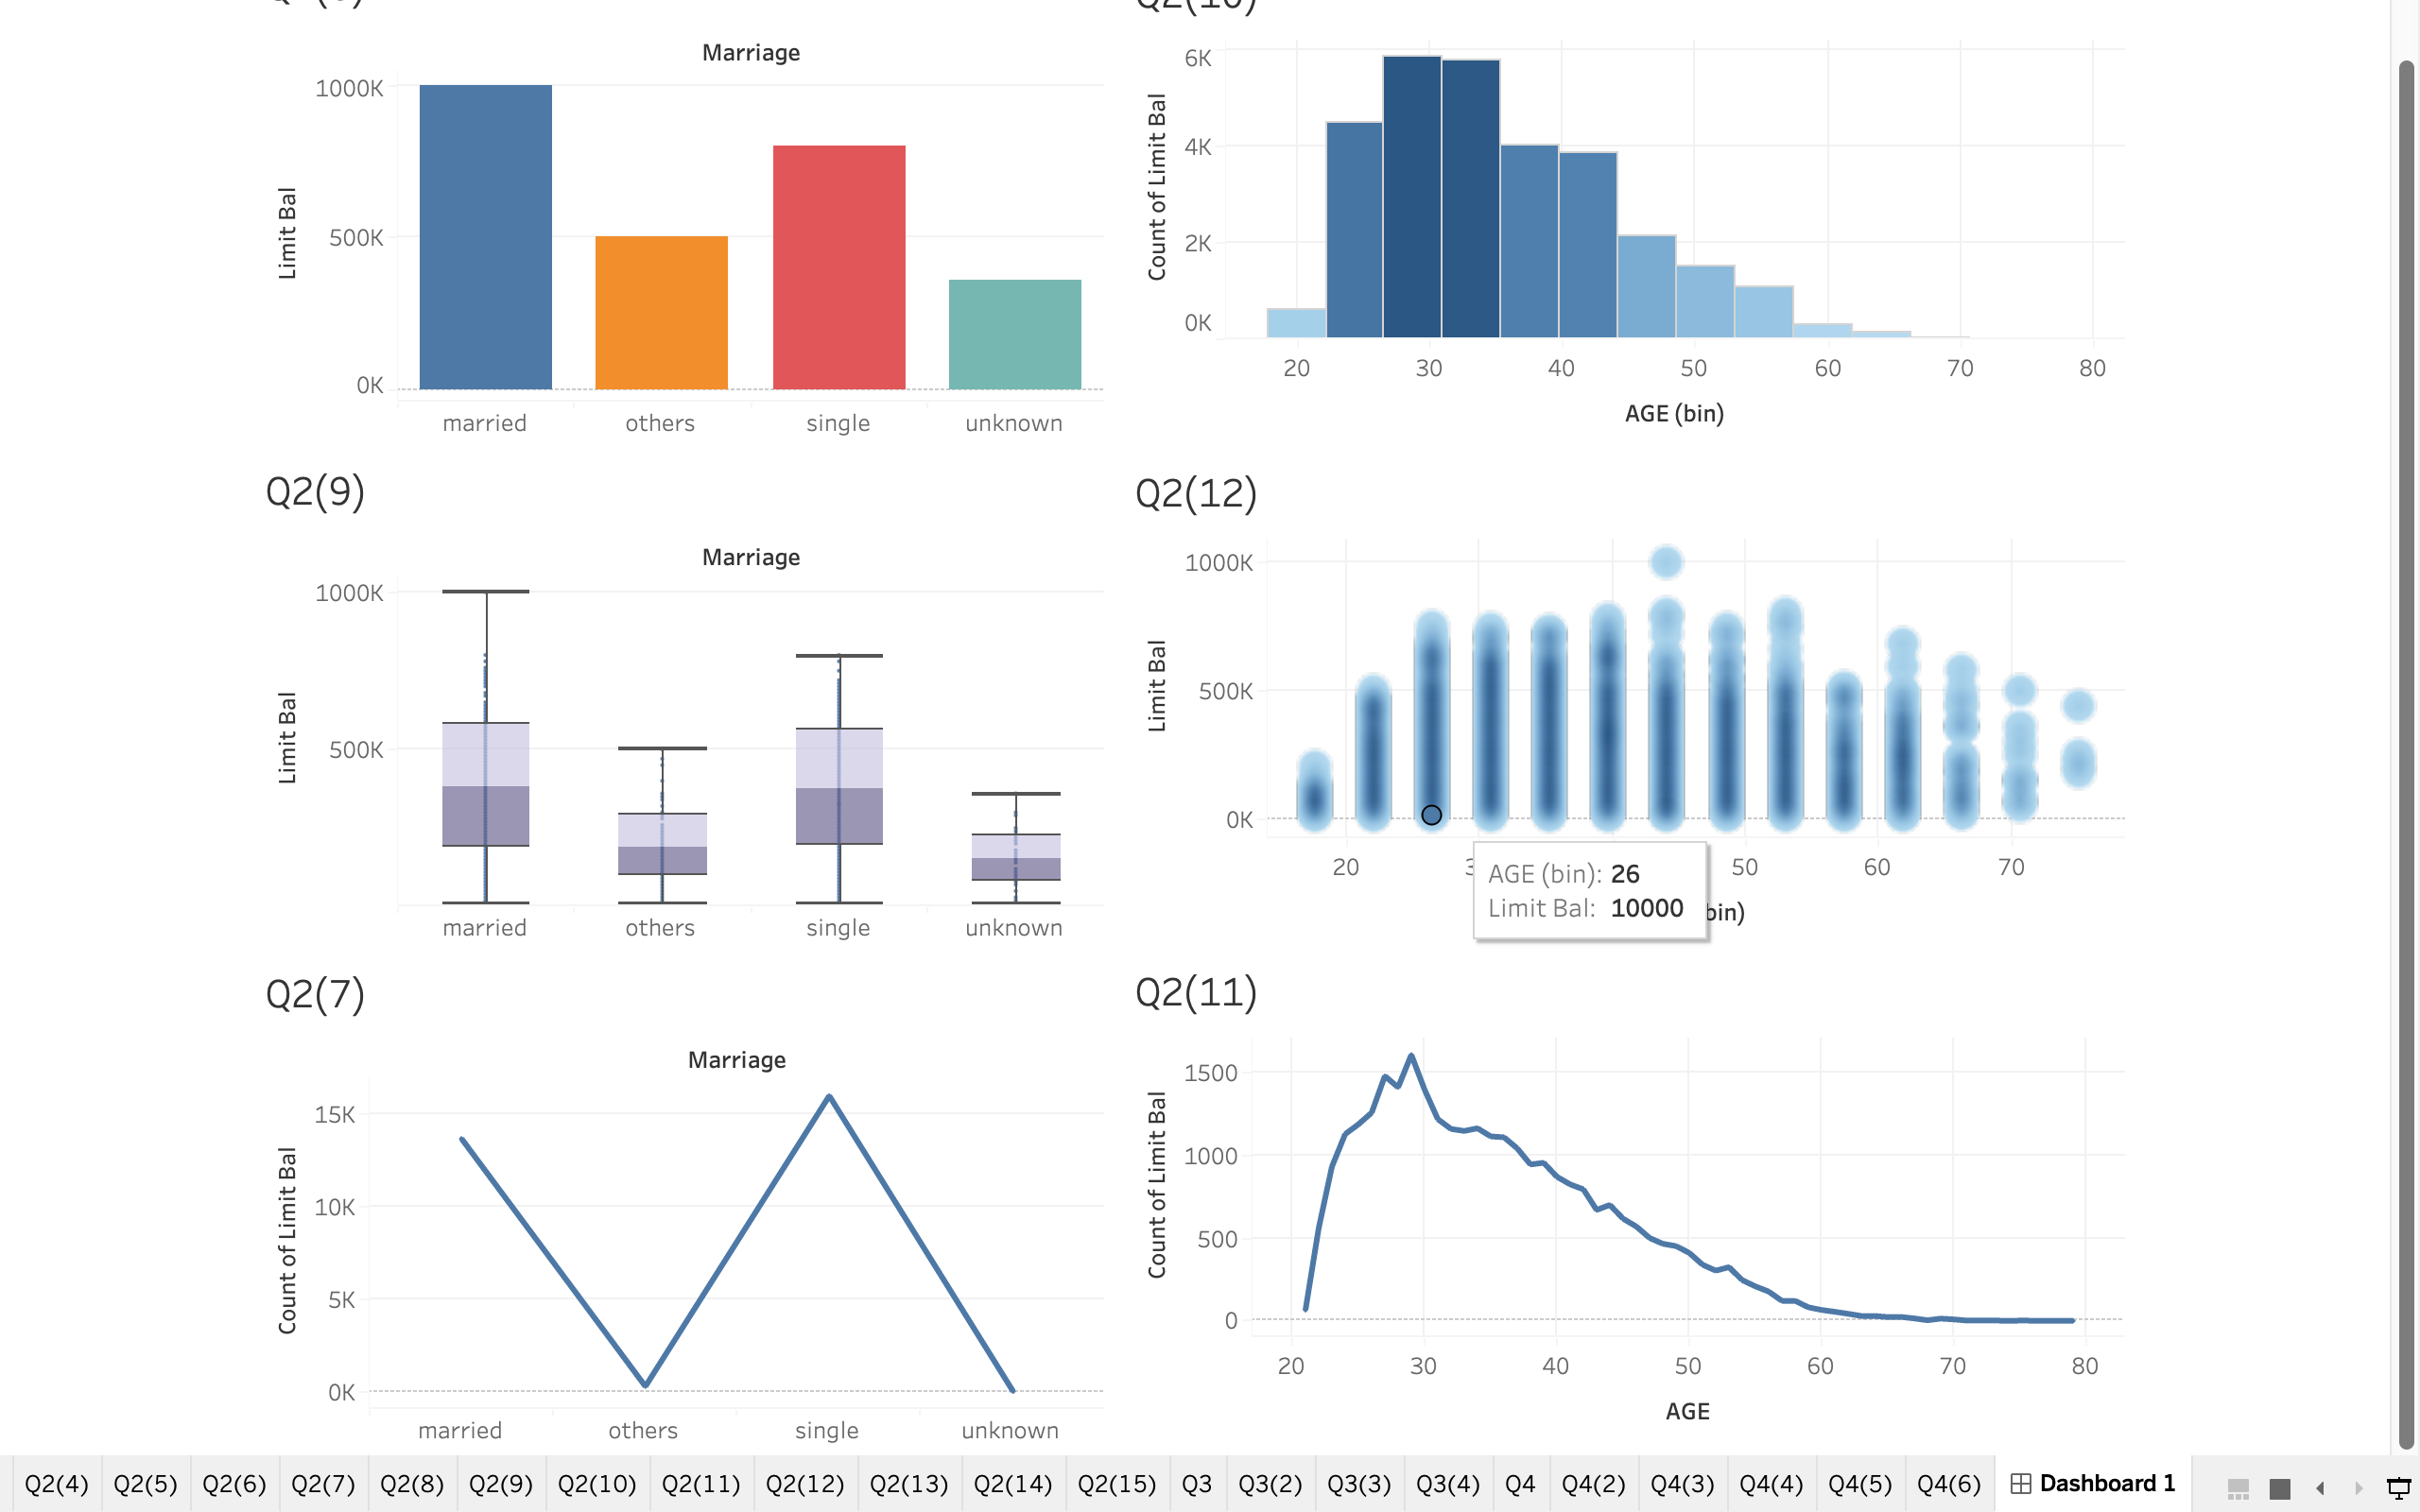 Marriage
Limit Bal
1000K
500K
0K
married others single unknown
Count of Limit Bal
6K
4K
2K
0K
20 30 40 50 60 70 80
AGE (bin)
Q2(9)
Marriage
Limit Bal
1000K
500K
married others single unknown
Q2(12)
Limit Bal
1000K
500K
0K
20 50 60 70
AGE (bin): 26
Limit Bal: 10000
bin)
Q2(7)
Marriage
Count of Limit Bal
15K
10K
5K
0K
married others single unknown
Q2(11)
Count of Limit Bal
1500
1000
500
0
20 30 40 50 60 70 80
AGE
Q2(4) Q2(5) Q2(6) Q2(7) Q2(8) Q2(9) Q2(10) Q2(11) Q2(12) Q2(13) Q2(14) Q2(15) Q3 Q3(2) Q3(3) Q3(4) Q4 Q4(2) Q4(3) Q4(4) Q4(5) Q4(6) Dashboard 1